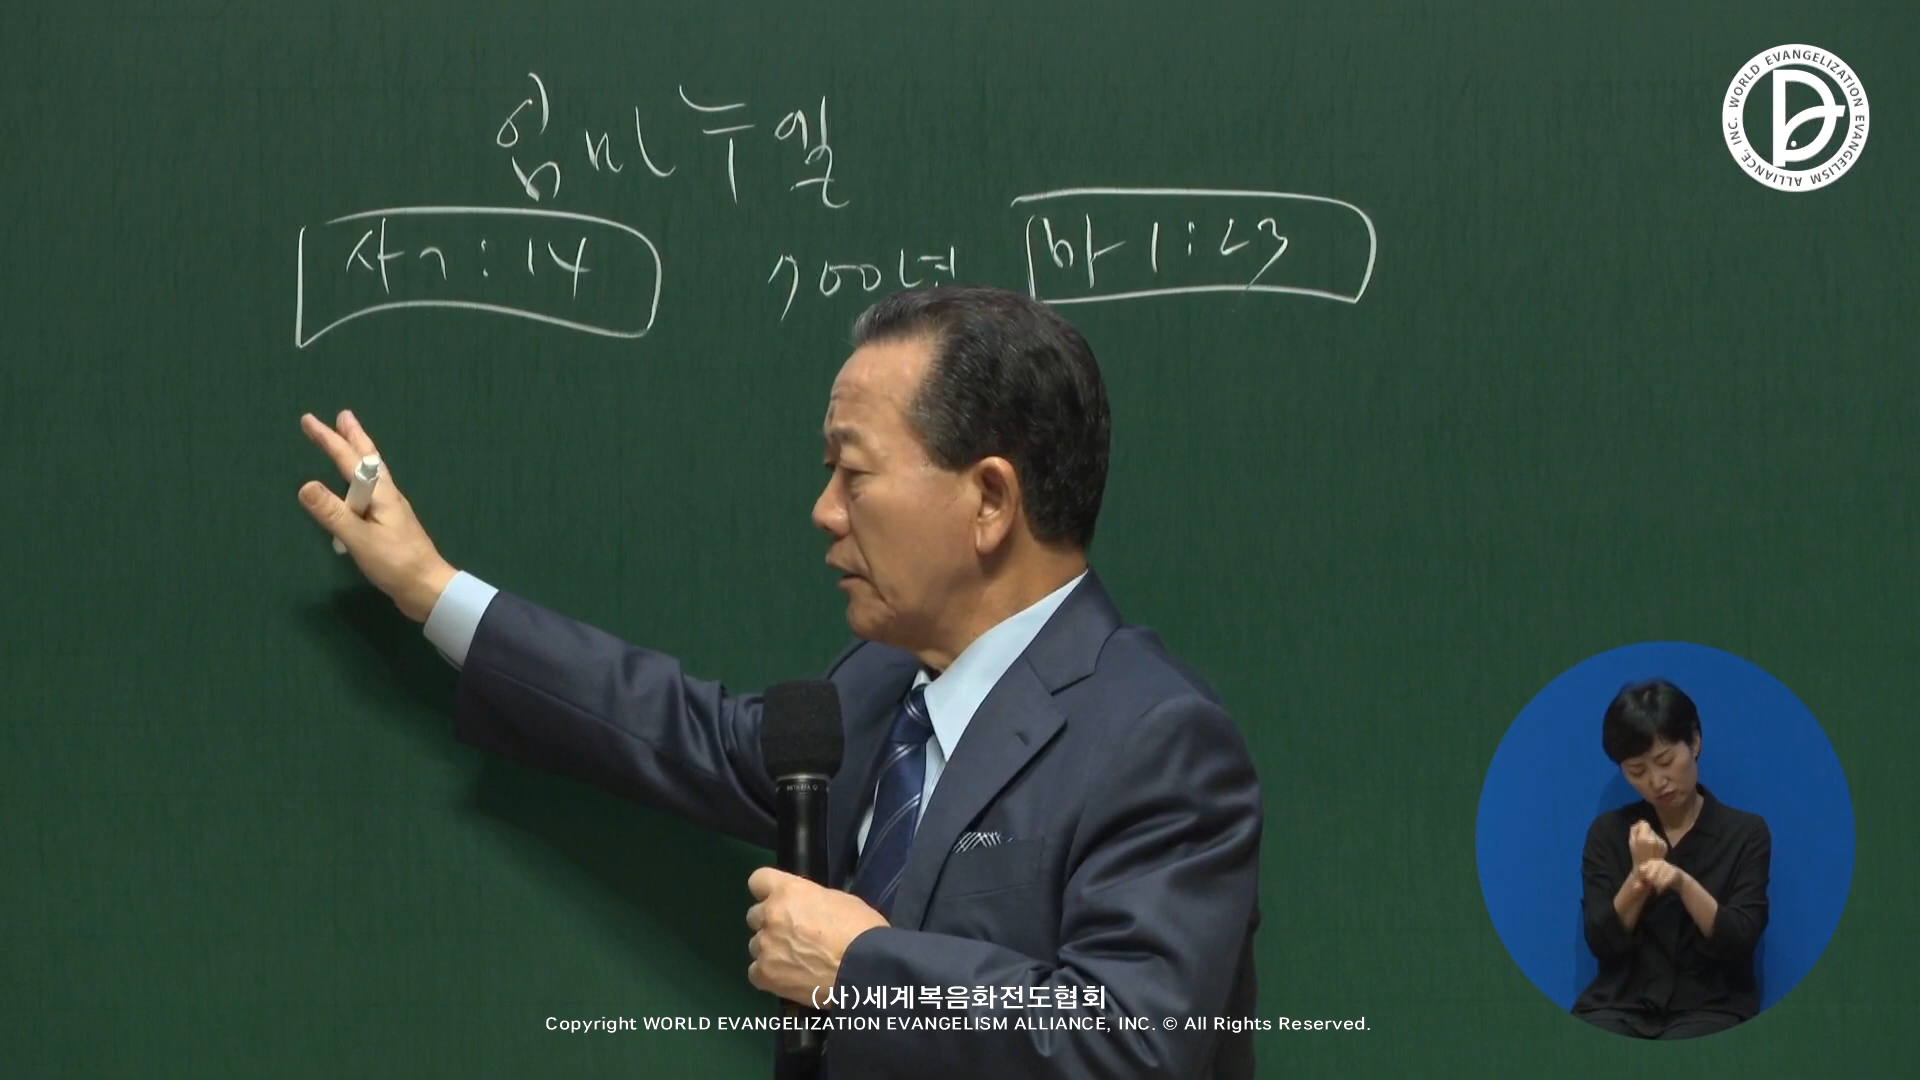 임마누엘
사 7:14 700년 마 1:23
WORLD EVANGELIZATION EVANGELISM ALLIANCE, INC.
(사)세계복음화전도협회
Copyright WORLD EVANGELIZATION EVANGELISM ALLIANCE, INC. © All Rights Reserved.